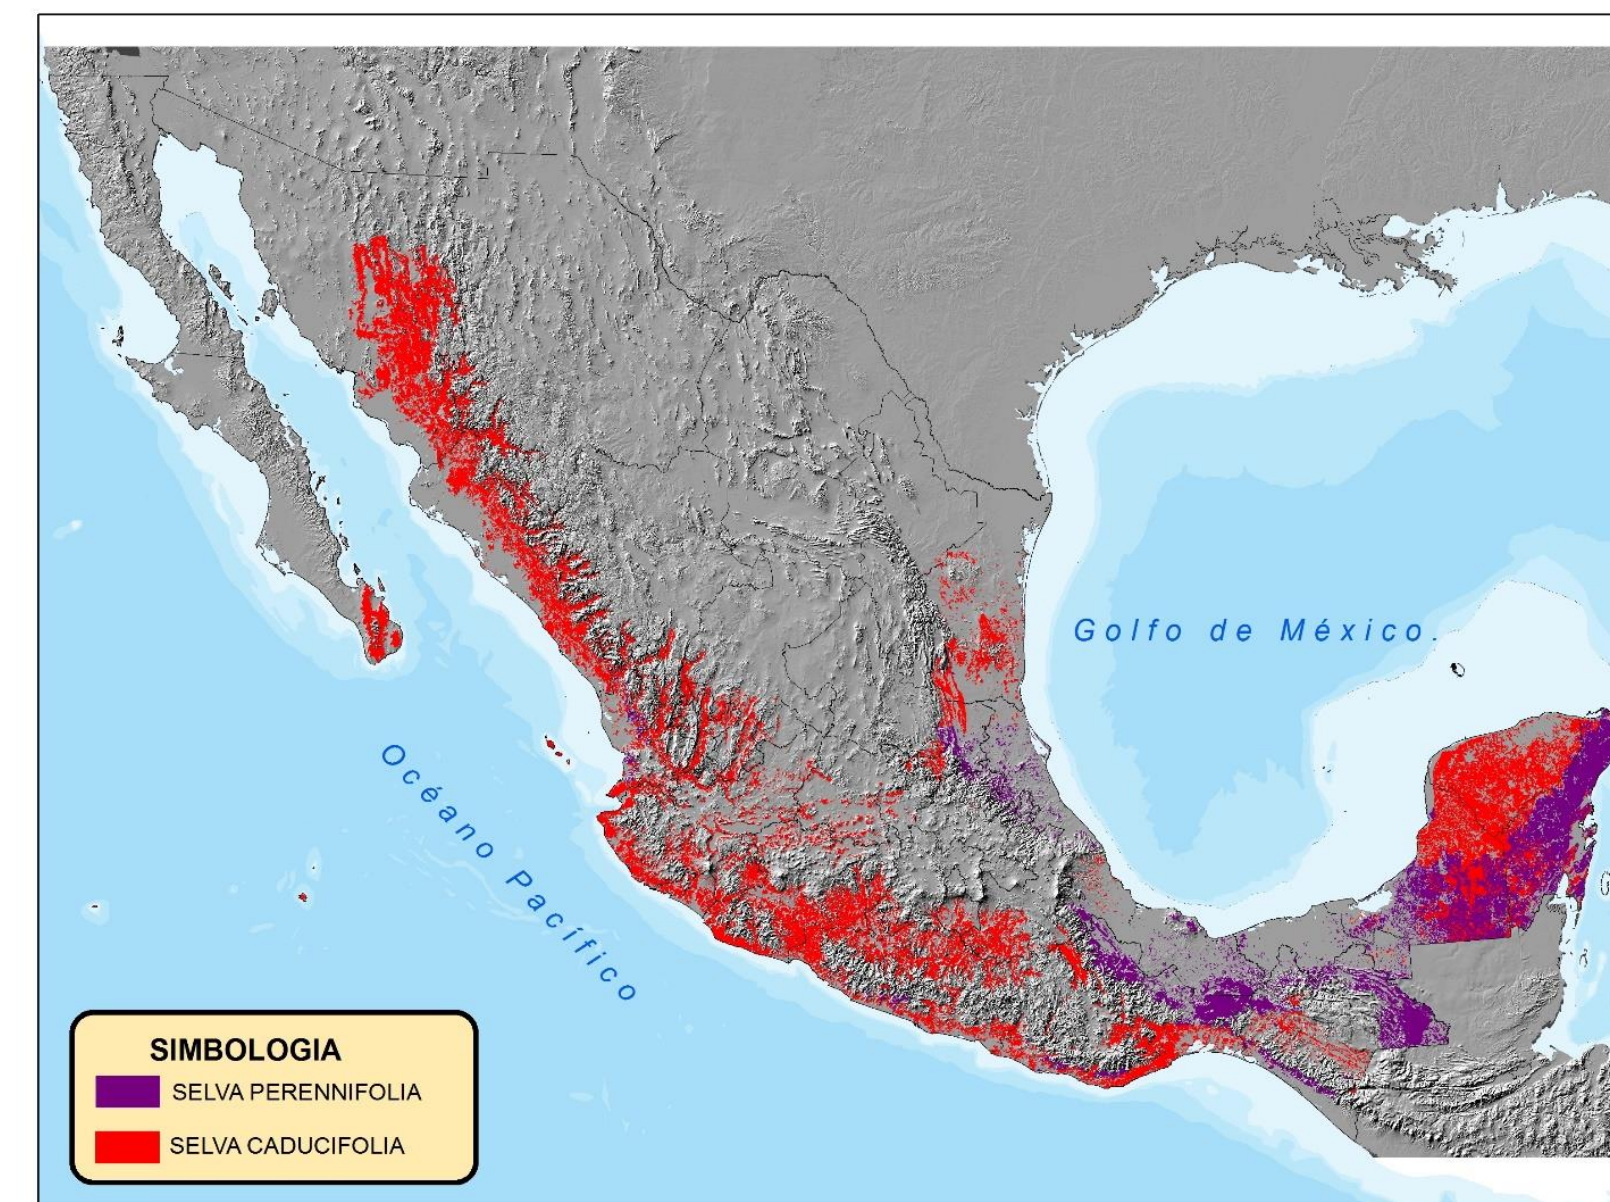 Golfo de México.
Océano Pacífico
SIMBOLOGIA
SELVA PERENNIFOLIA
SELVA CADUCIFOLIA